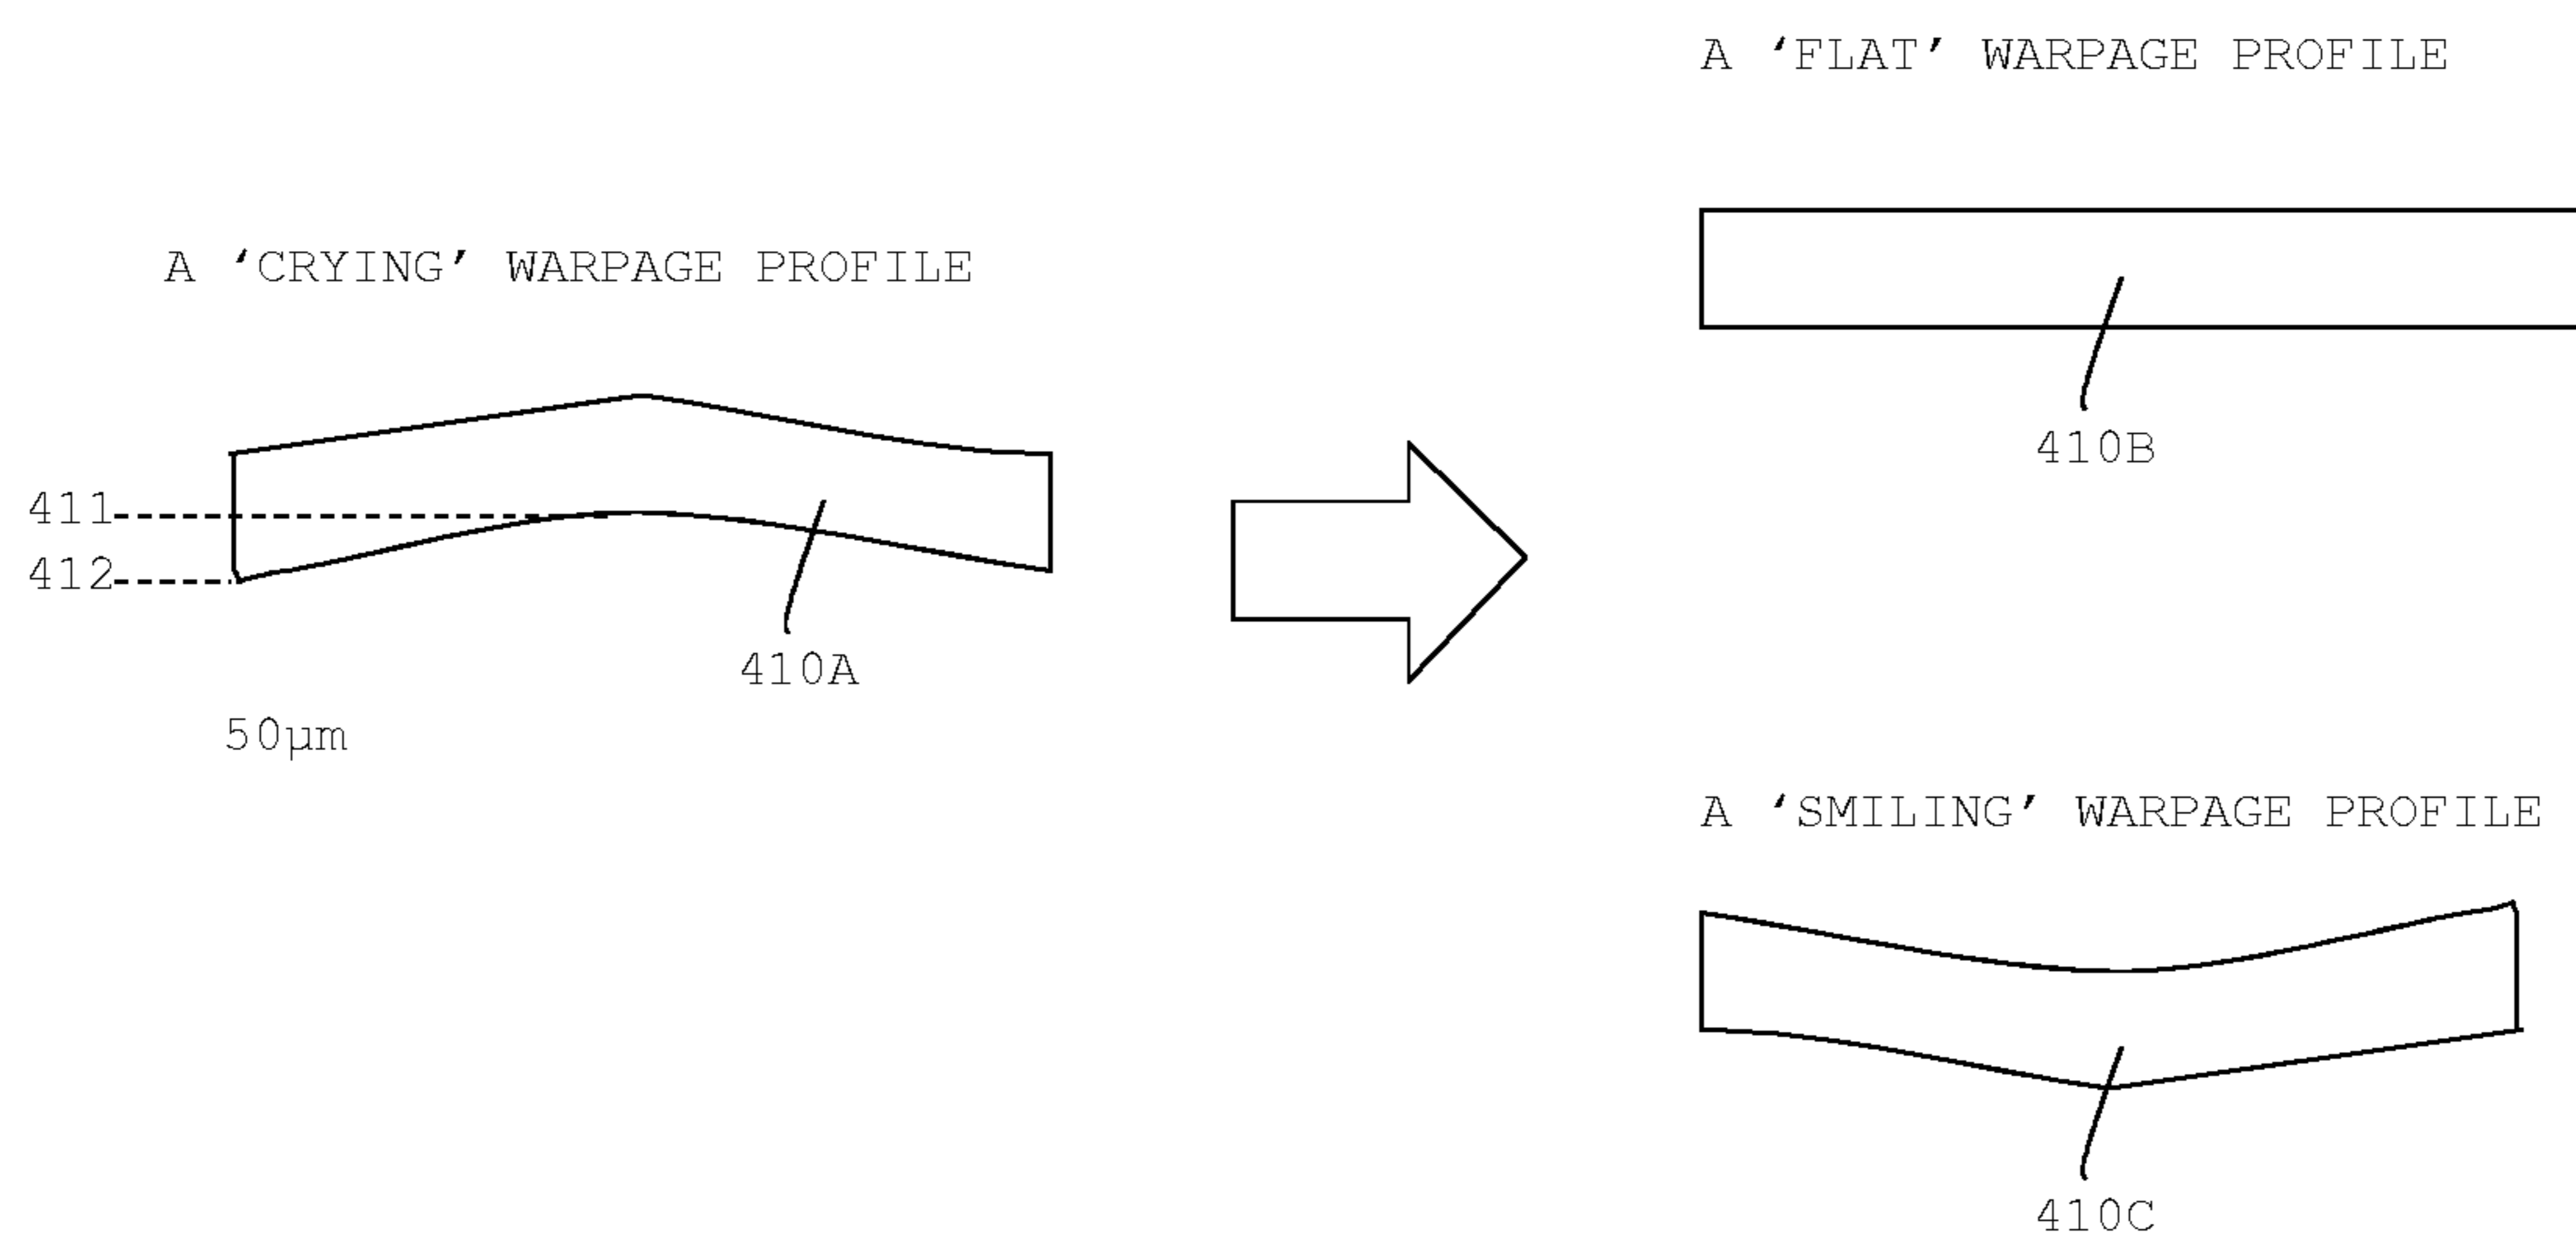 A ‘FLAT’ WARPAGE PROFILE
A ‘CRYING’ WARPAGE PROFILE
410B
411
412
410A
50µm
A ‘SMILING’ WARPAGE PROFILE
410C